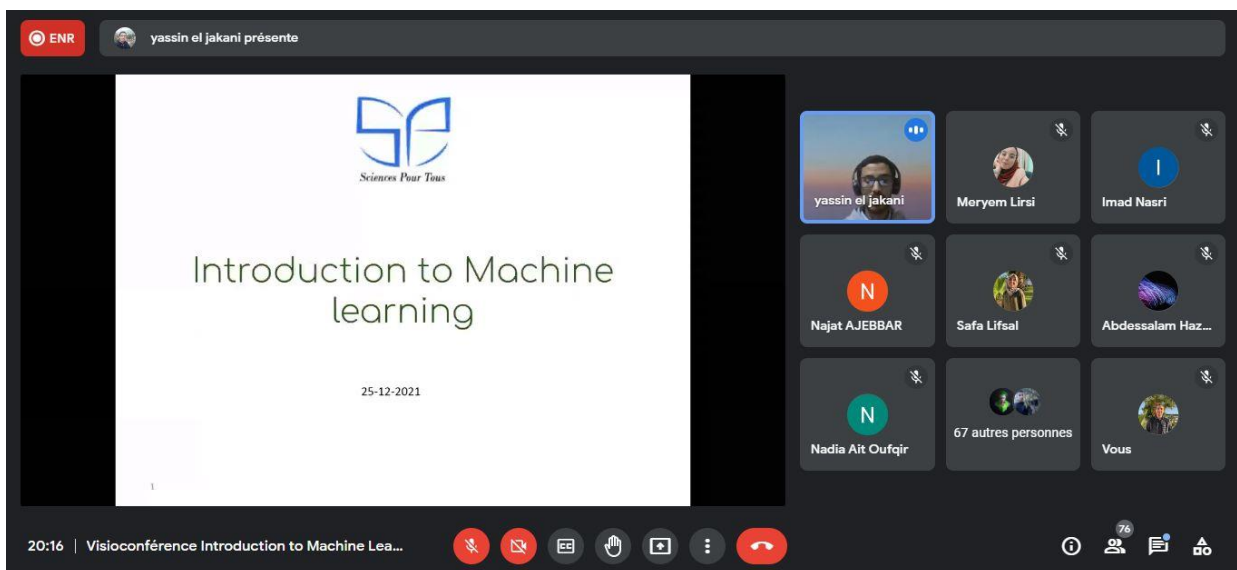 ENR
yassin el jakani présente
Sciences Pour Tous
Introduction to Machine
learning
25-12-2021
1
yassin el jakani
Meryem Lirsi
I
Imad Nasri
N
Najat AJEBBAR
Safa Lifsal
Abdessalam Haz...
N
Nadia Ait Oufqir
67 autres personnes
Vous
20:16 | Visioconférence Introduction to Machine Lea...
CC
76